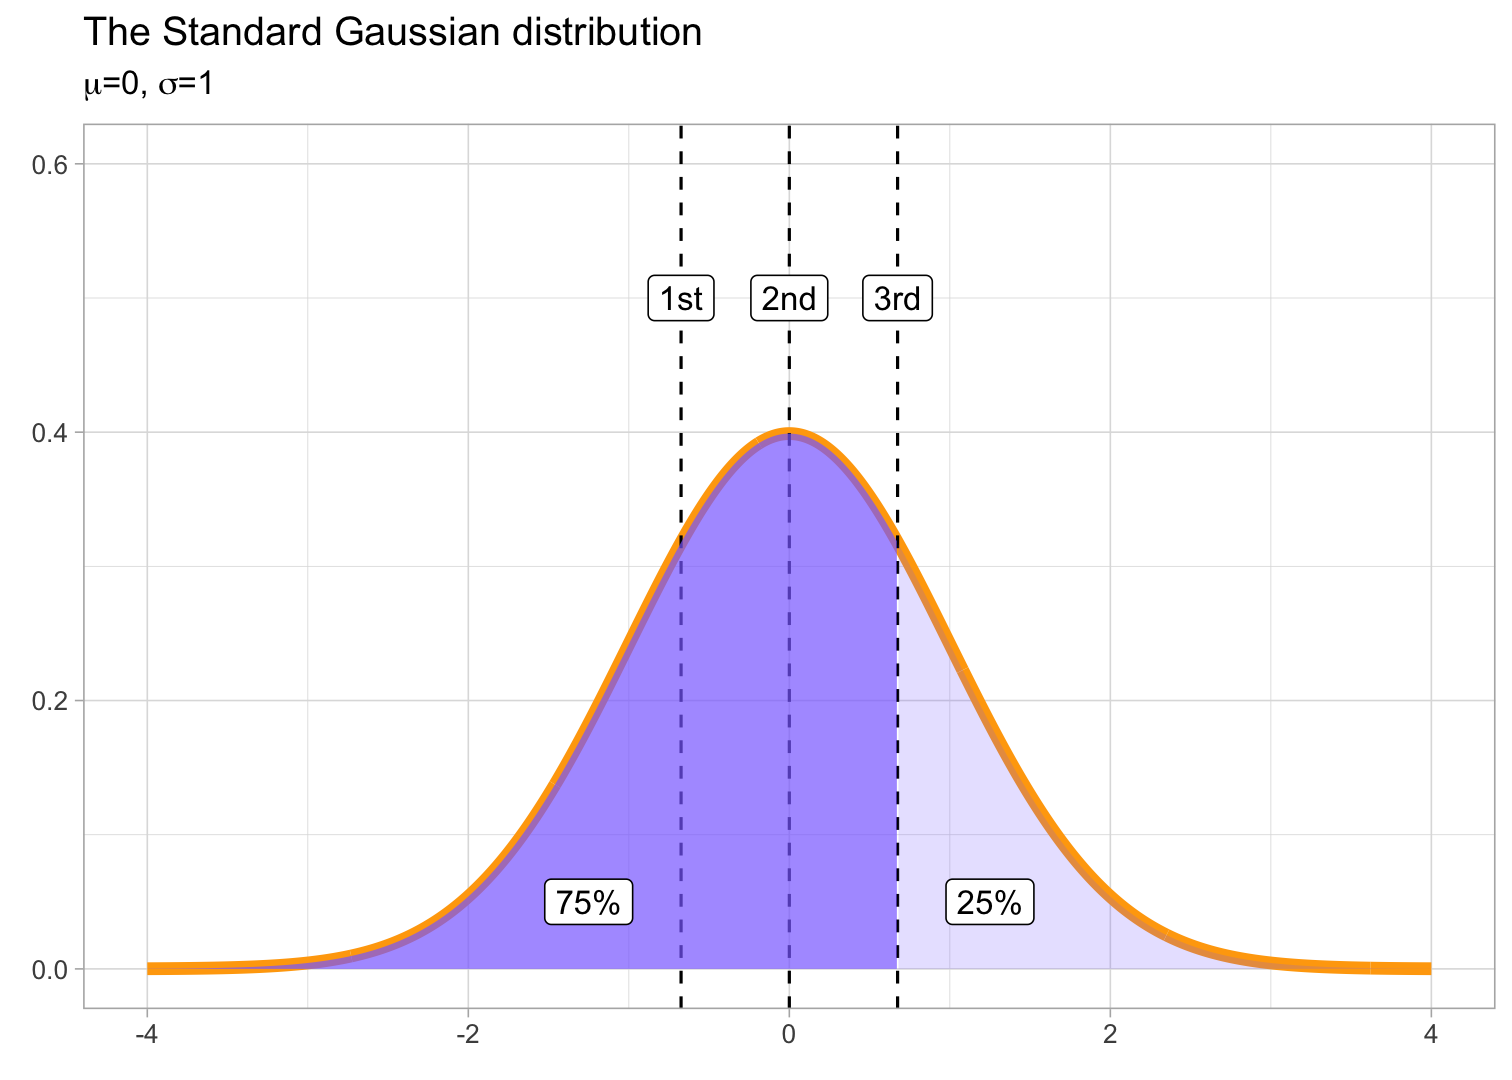 The Standard Gaussian distribution
μ=0, σ=1
0.6
1st 2nd 3rd
0.4
0.2
75% 25%
0.0
-4 -2 0 2 4